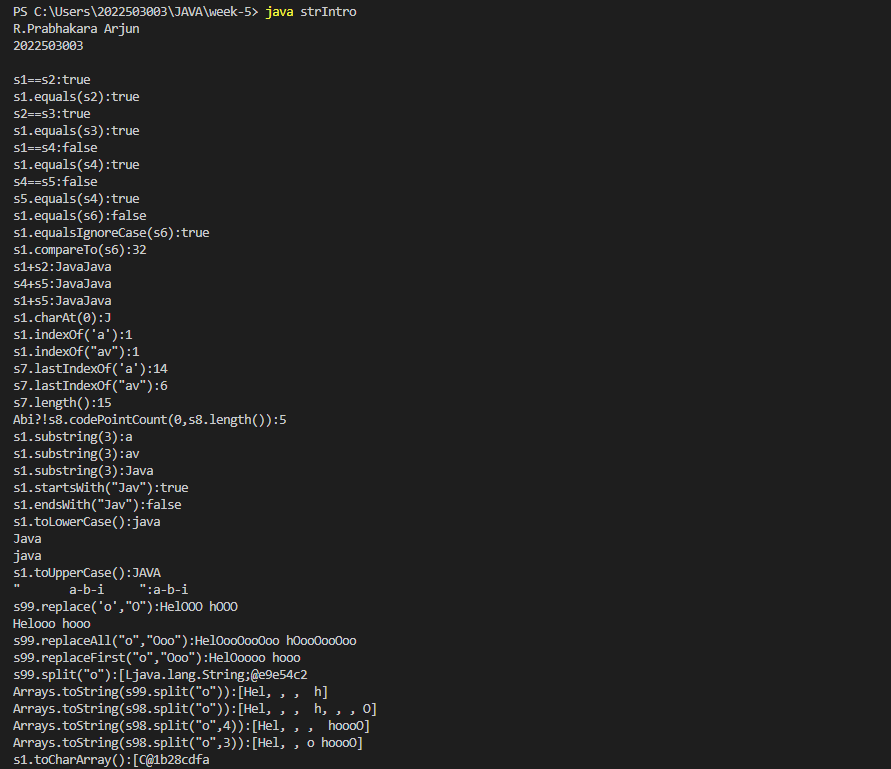 PS C:\Users\2022503003\JAVA\week-5> java strIntro
R.Prabhakara Arjun
2022503003
s1==s2:true
s1.equals(s2):true
s2==s3:true
s1.equals(s3):true
s1==s4:false
s1.equals(s4):true
s4==s5:false
s5.equals(s4):true
s1.equals(s6):false
s1.equalsIgnoreCase(s6):true
s1.compareTo(s6):32
s1+s2:JavaJava
s4+s5:JavaJava
s1+s5:JavaJava
s1.charAt(0):J
s1.indexOf('a'):1
s1.indexOf("av"):1
s7.lastIndexOf('a'):14
s7.lastIndexOf("av"):6
s7.length():15
Abi?!s8.codePointCount(0,s8.length()):5
s1.substring(3):a
s1.substring(3):av
s1.substring(3):Java
s1.startsWith("Jav"):true
s1.endsWith("Jav"):false
s1.toLowerCase():java
Java
java
s1.toUpperCase():JAVA
"       a-b-i     ":a-b-i
s99.replace('o',"O"):HelOOO hOOO
Helooo hooo
s99.replaceAll("o","Ooo"):HelOooOooOoo hOooOooOoo
s99.replaceFirst("o","Ooo"):HelOoooo hooo
s99.split("o"):[Ljava.lang.String;@e9e54c2
Arrays.toString(s99.split("o")):[Hel, , ,  h]
Arrays.toString(s98.split("o")):[Hel, , ,  h, , , O]
Arrays.toString(s98.split("o",4)):[Hel, , ,  hoooO]
Arrays.toString(s98.split("o",3)):[Hel, , o hoooO]
s1.toCharArray():[C@1b28cdfa